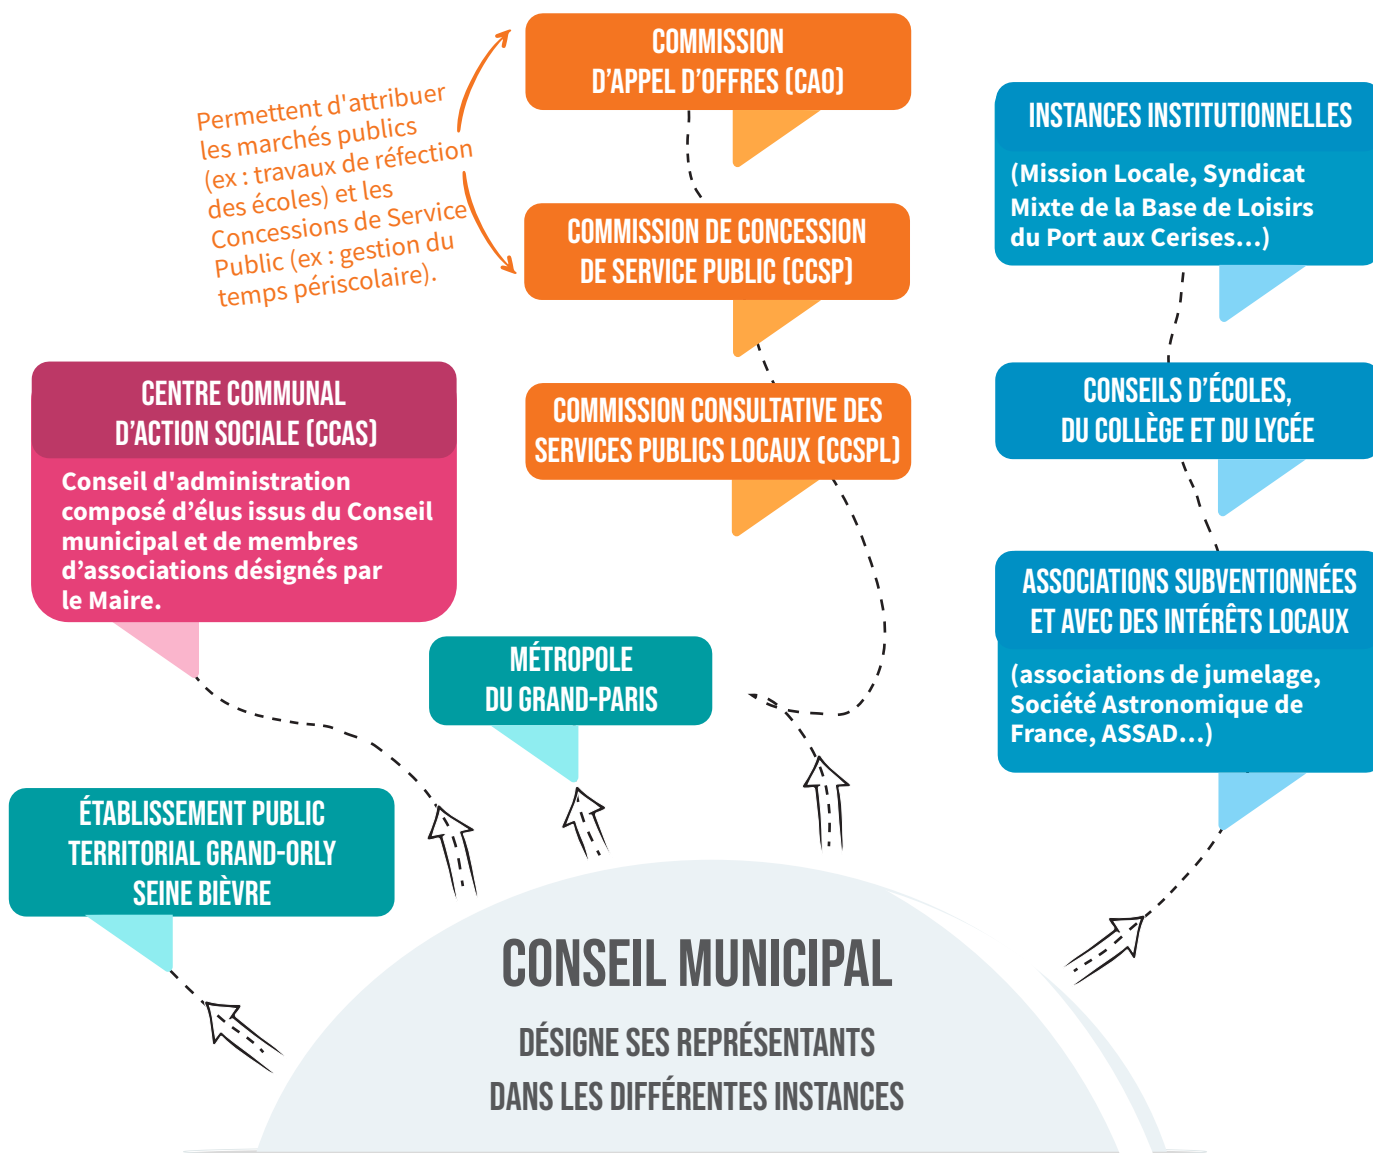 COMMISSION
D'APPEL D'OFFRES (CAO)
Permettent d'attribuer
les marchés publics
(ex : travaux de réfection
des écoles) et les
Concessions de Service
Public (ex : gestion du
temps périscolaire).
COMMISSION DE CONCESSION
DE SERVICE PUBLIC (CCSP)
COMMISSION CONSULTATIVE DES
SERVICES PUBLICS LOCAUX (CCSPL)
INSTANCES INSTITUTIONNELLES
(Mission Locale, Syndicat
Mixte de la Base de Loisirs
du Port aux Cerises...)
CONSEILS D'ÉCOLES,
DU COLLÈGE ET DU LYCÉE
ASSOCIATIONS SUBVENTIONNÉES
ET AVEC DES INTÉRÊTS LOCAUX
(associations de jumelage,
Société Astronomique de
France, ASSAD...)
CENTRE COMMUNAL
D'ACTION SOCIALE (CCAS)
Conseil d'administration
composé d'élus issus du Conseil
municipal et de membres
d'associations désignés par
le Maire.
MÉTROPOLE
DU GRAND-PARIS
ÉTABLISSEMENT PUBLIC
TERRITORIAL GRAND-ORLY
SEINE BIÈVRE
CONSEIL MUNICIPAL
DÉSIGNE SES REPRÉSENTANTS
DANS LES DIFFÉRENTES INSTANCES